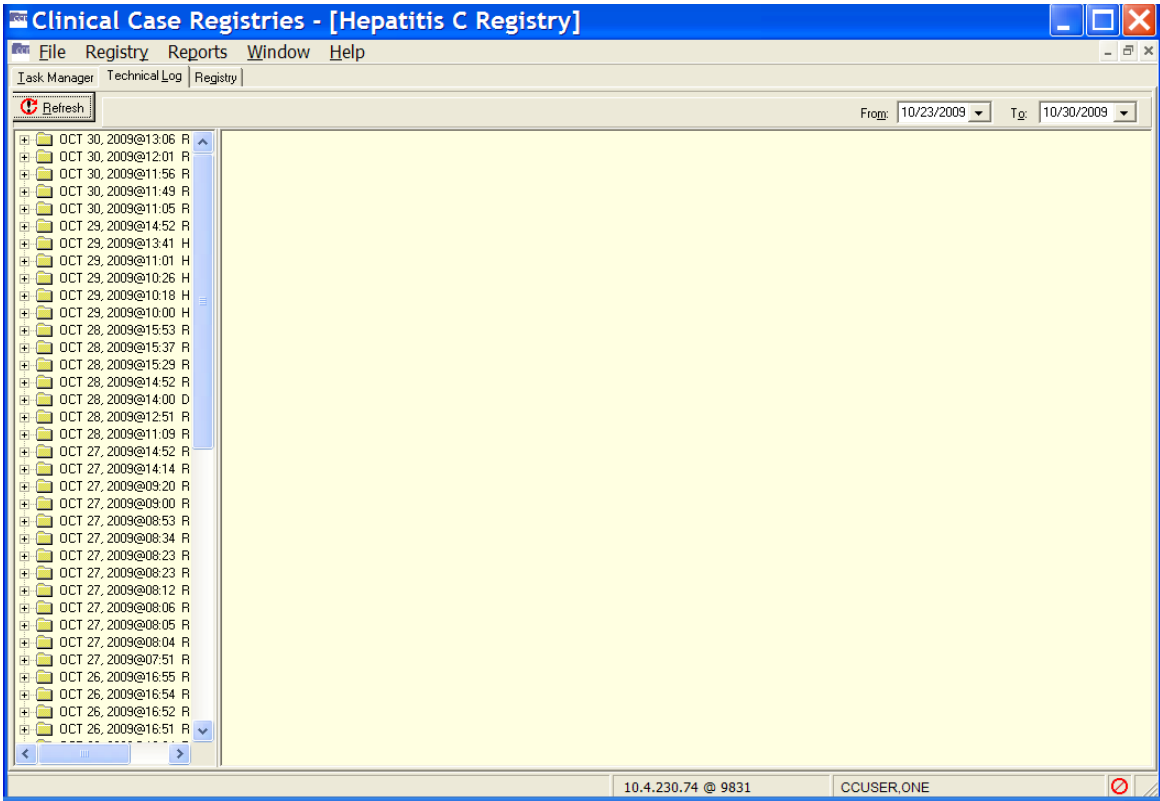 Clinical Case Registries - [Hepatitis C Registry]
File Registry Reports Window Help
Task Manager Technical Log Registry
Refresh From: 10/23/2009 To: 10/30/2009
OCT 30, 2009@13:06 R
OCT 30, 2009@12:01 R
OCT 30, 2009@11:56 R
OCT 30, 2009@11:49 R
OCT 30, 2009@11:05 R
OCT 29, 2009@14:52 R
OCT 29, 2009@13:41 H
OCT 29, 2009@11:01 H
OCT 29, 2009@10:26 H
OCT 29, 2009@10:18 H
OCT 29, 2009@10:00 H
OCT 28, 2009@15:53 R
OCT 28, 2009@15:37 R
OCT 28, 2009@15:29 R
OCT 28, 2009@14:52 R
OCT 28, 2009@14:00 D
OCT 28, 2009@12:51 R
OCT 28, 2009@11:09 R
OCT 27, 2009@14:52 R
OCT 27, 2009@14:14 R
OCT 27, 2009@09:20 R
OCT 27, 2009@09:00 R
OCT 27, 2009@08:53 R
OCT 27, 2009@08:34 R
OCT 27, 2009@08:23 R
OCT 27, 2009@08:23 R
OCT 27, 2009@08:12 R
OCT 27, 2009@08:06 R
OCT 27, 2009@08:05 R
OCT 27, 2009@08:04 R
OCT 27, 2009@07:51 R
OCT 26, 2009@16:55 R
OCT 26, 2009@16:54 R
OCT 26, 2009@16:52 R
OCT 26, 2009@16:51 R
10.4.230.74 @ 9831 CCUSER,ONE